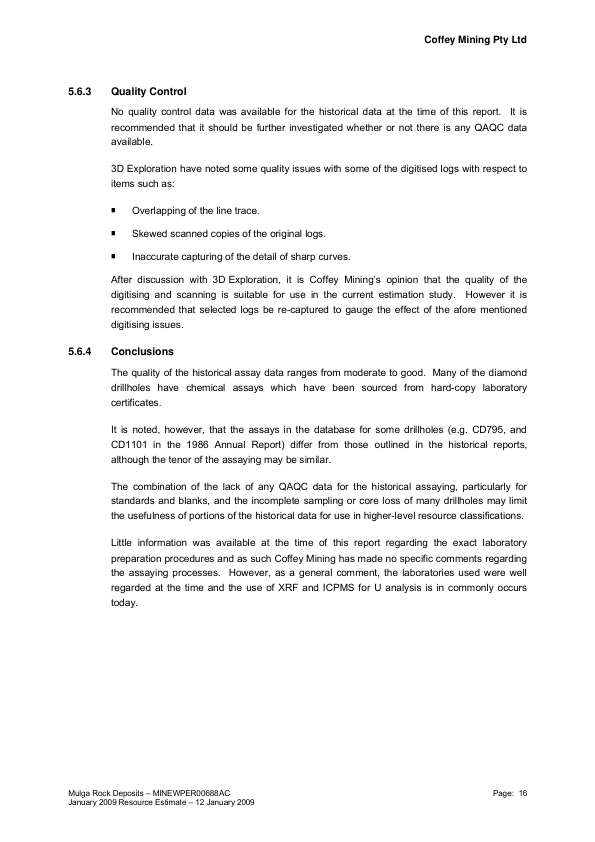 Coffey Mining Pty Ltd
5.6.3 Quality Control
No quality control data was available for the historical data at the time of this report. It is
recommended that it should be further investigated whether or not there is any QAQC data
available.
3D Exploration have noted some quality issues with some of the digitised logs with respect to
items such as:
▪ Overlapping of the line trace.
▪ Skewed scanned copies of the original logs.
▪ Inaccurate capturing of the detail of sharp curves.
After discussion with 3D Exploration, it is Coffey Mining's opinion that the quality of the
digitising and scanning is suitable for use in the current estimation study. However it is
recommended that selected logs be re-captured to gauge the effect of the afore mentioned
digitising issues.
5.6.4 Conclusions
The quality of the historical assay data ranges from moderate to good. Many of the diamond
drillholes have chemical assays which have been sourced from hard-copy laboratory
certificates.
It is noted, however, that the assays in the database for some drillholes (e.g. CD795, and
CD1101 in the 1986 Annual Report) differ from those outlined in the historical reports,
although the tenor of the assaying may be similar.
The combination of the lack of any QAQC data for the historical assaying, particularly for
standards and blanks, and the incomplete sampling or core loss of many drillholes may limit
the usefulness of portions of the historical data for use in higher-level resource classifications.
Little information was available at the time of this report regarding the exact laboratory
preparation procedures and as such Coffey Mining has made no specific comments regarding
the assaying processes. However, as a general comment, the laboratories used were well
regarded at the time and the use of XRF and ICPMS for U analysis is in commonly occurs
today.
Mulga Rock Deposits – MINEWPER00688AC Page: 16
January 2009 Resource Estimate – 12 January 2009